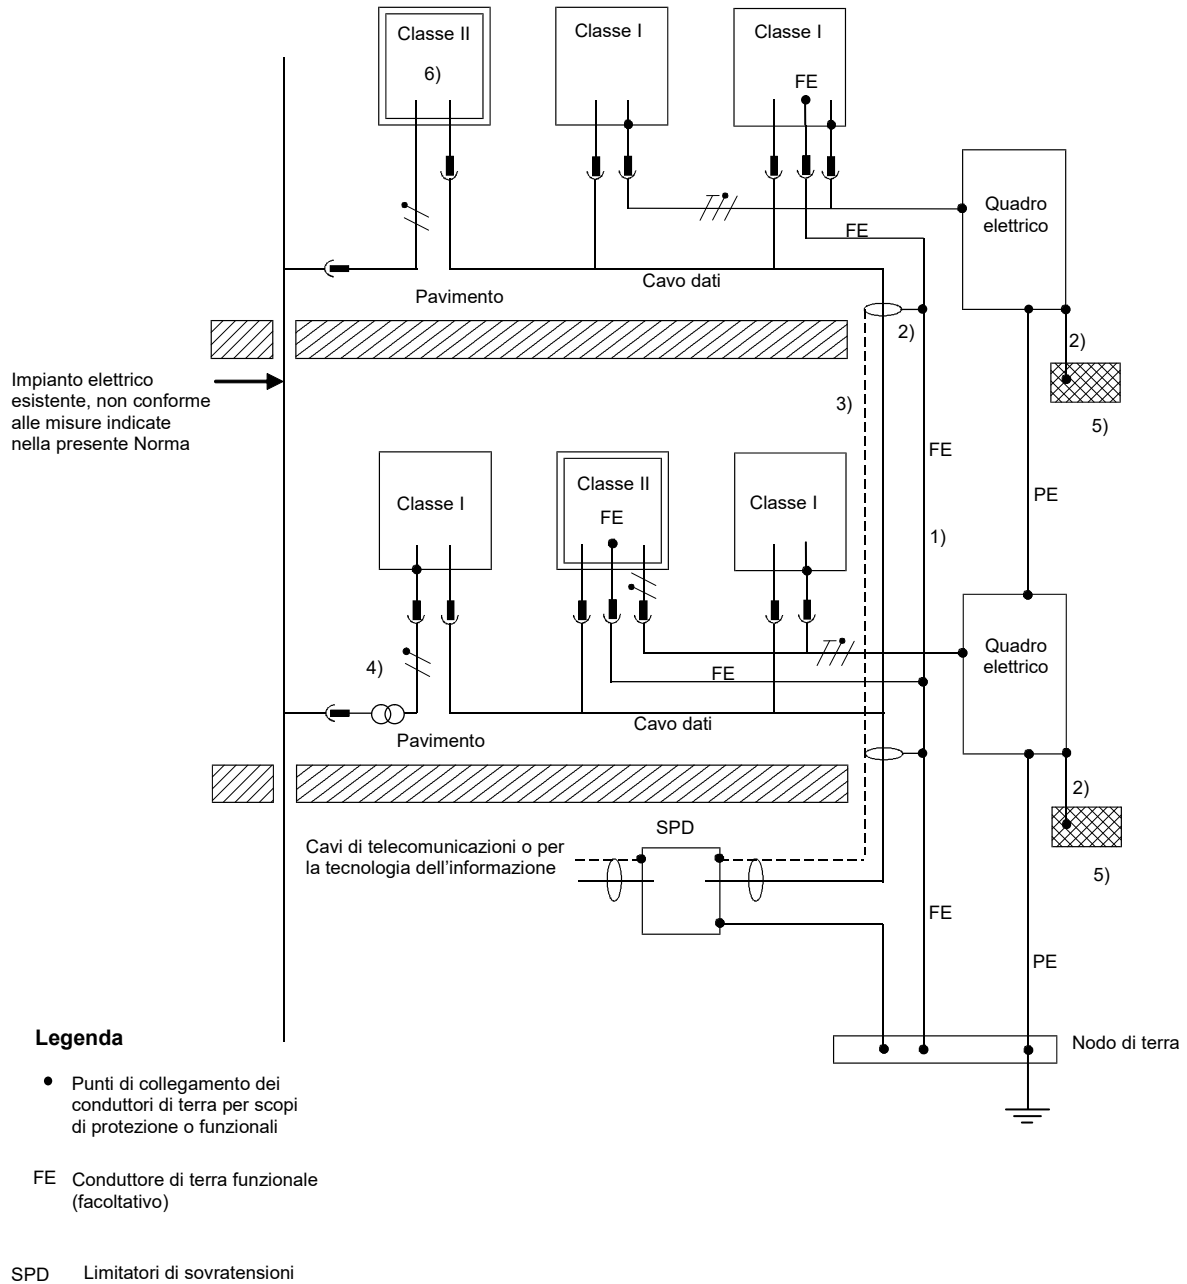 Classe II
6)
Classe I
Classe I
FE
Quadro
elettrico
FE
Cavo dati
Pavimento
2)
2)
Impianto elettrico
esistente, non conforme
alle misure indicate
nella presente Norma
3)
5)
FE
Classe I
Classe II
FE
Classe I
PE
1)
Quadro
elettrico
4)
FE
Cavo dati
Pavimento
2)
SPD
Cavi di telecomunicazioni o per
la tecnologia dell'informazione
5)
FE
PE
Legenda
Nodo di terra
Punti di collegamento dei
conduttori di terra per scopi
di protezione o funzionali
FE Conduttore di terra funzionale
(facoltativo)
SPD Limitatori di sovratensioni